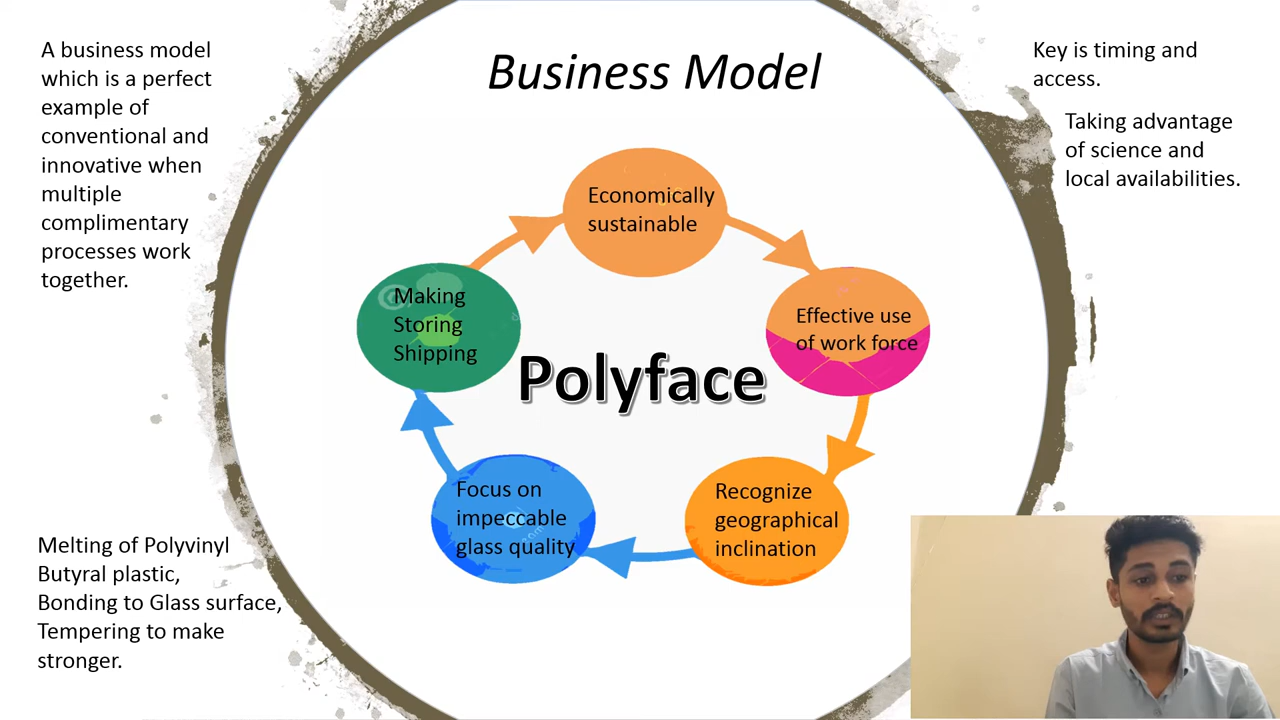 Business Model
A business model
which is a perfect
example of
conventional and
innovative when
multiple
complimentary
processes work
together.
Key is timing and
access.
Taking advantage
of science and
local availabilities.
Economically
sustainable
Effective use
of work force
Recognize
geographical
inclination
Focus on
impeccable
glass quality
Making
Storing
Shipping
Polyface
Melting of Polyvinyl
Butyral plastic,
Bonding to Glass surface,
Tempering to make
stronger.